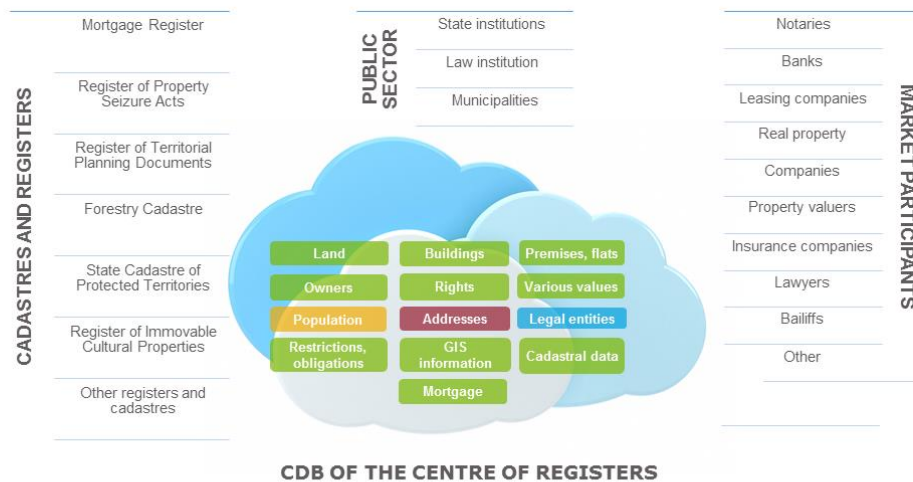 CADASTRES AND REGISTERS
Mortgage Register
Register of Property
Seizure Acts
Register of Territorial
Planning Documents
Forestry Cadastre
State Cadastre of
Protected Territories
Register of Immovable
Cultural Properties
Other registers and
cadastres
PUBLIC
SECTOR
State institutions
Law institution
Municipalities
Land
Buildings
Premises, flats
Owners
Rights
Various values
Population
Addresses
Legal entities
Restrictions,
obligations
GIS
information
Cadastral data
Mortgage
Notaries
Banks
Leasing companies
Real property
Companies
Property valuers
Insurance companies
Lawyers
Bailiffs
Other
MARKET PARTICIPANTS
CDB OF THE CENTRE OF REGISTERS